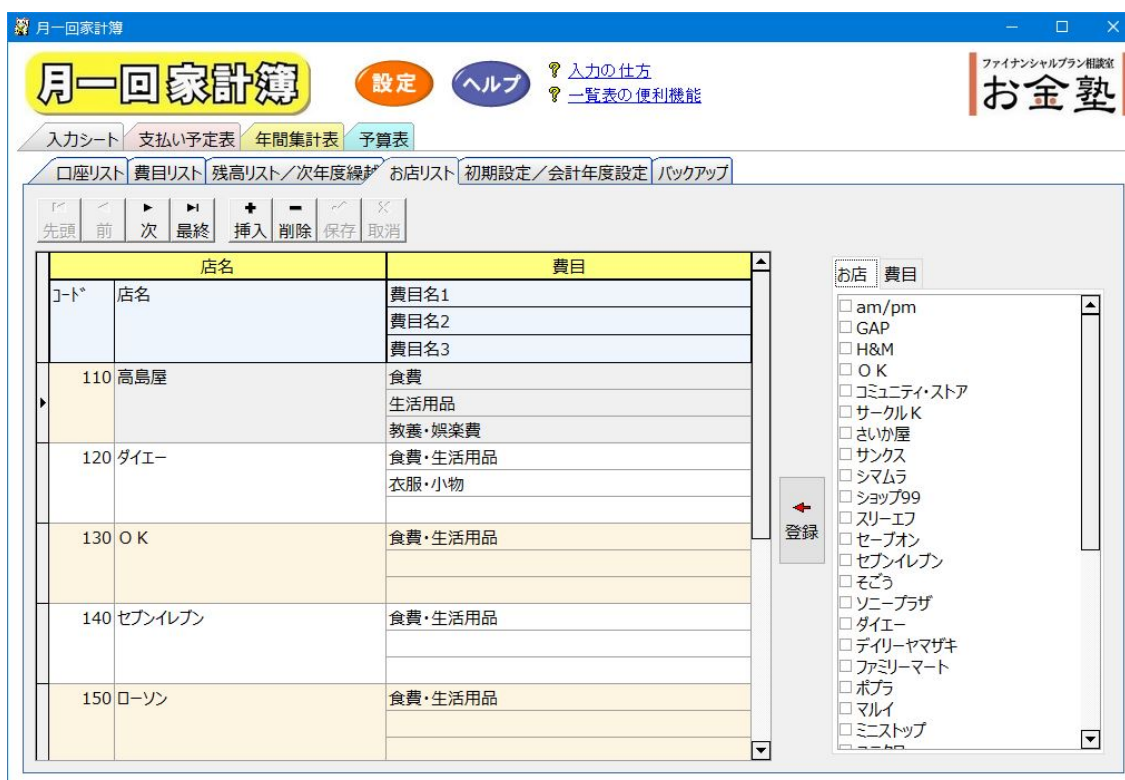 月一回家計簿
月一回家計簿
設定
ヘルプ
? 入力の仕方
? 一覧表の便利機能
ファイナンシャルプラン相談室
お金塾
入力シート 支払い予定表 年間集計表 予算表
口座リスト 費目リスト 残高リスト/次年度繰越 お店リスト 初期設定/会計年度設定 バックアップ
先頭 前 次 最終 挿入 削除 保存 取消
店名 費目
コード 店名 費目名1
費目名2
費目名3
110 高島屋 食費
生活用品
教養・娯楽費
120 ダイエー 食費・生活用品
衣服・小物
130 OK 食費・生活用品
140 セブンイレブン 食費・生活用品
150 ローソン 食費・生活用品
登録
お店 費目
am/pm
GAP
H&M
OK
コミュニティ・ストア
サークルK
さいか屋
サンクス
シマムラ
ショップ99
スリーエフ
セーブオン
セブンイレブン
そごう
ソニープラザ
ダイエー
デイリーヤマザキ
ファミリーマート
ポプラ
マルイ
ミニストップ